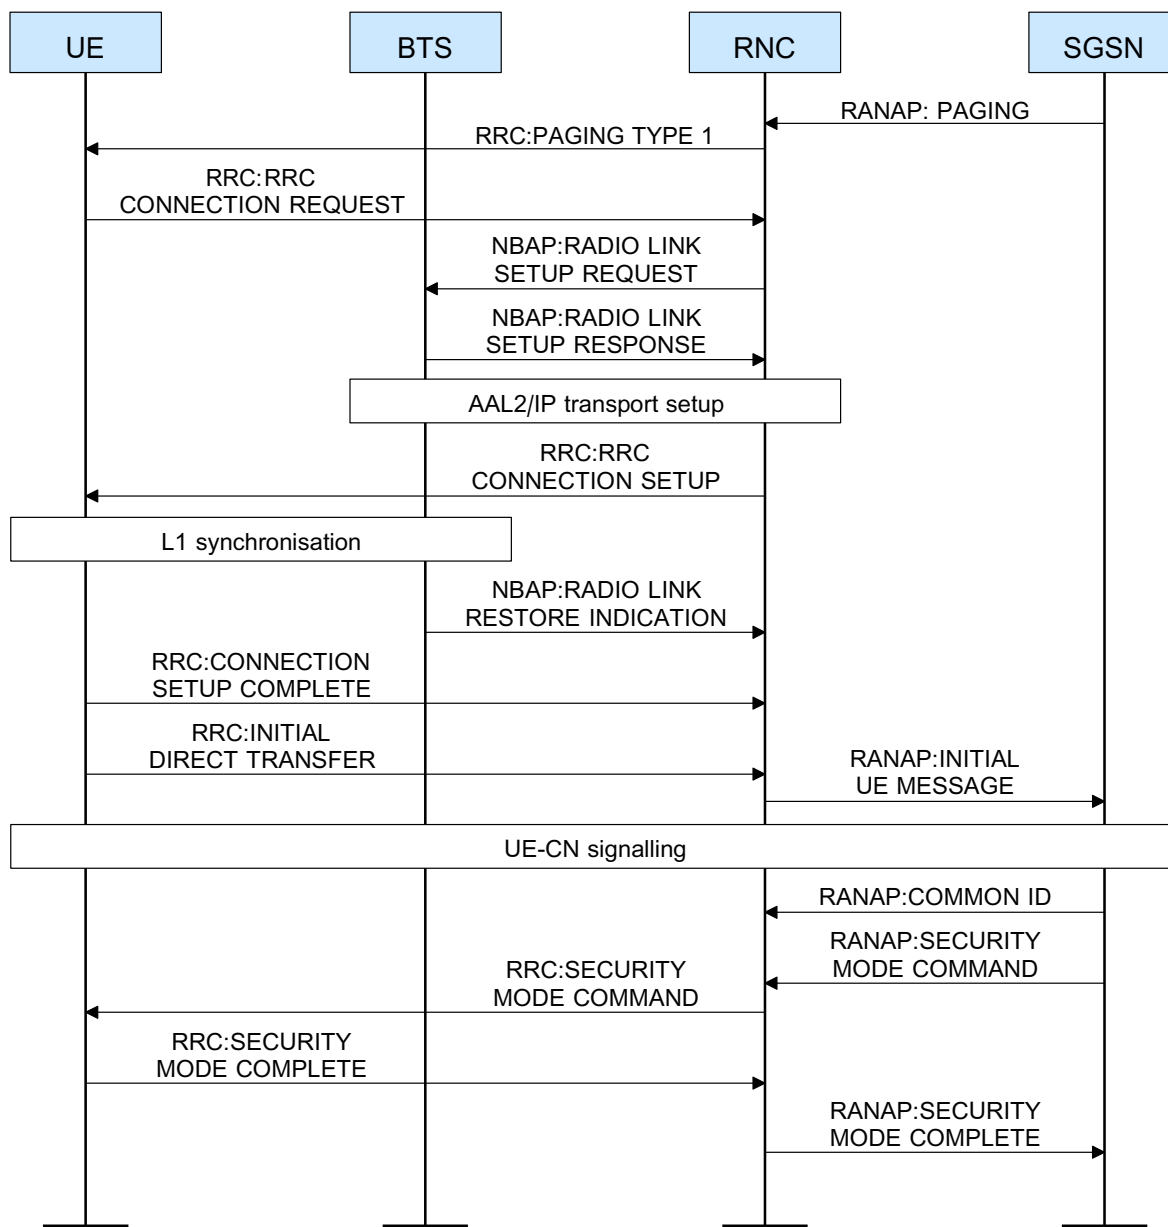 UE
BTS
RNC
SGSN
RANAP: PAGING
RRC:PAGING TYPE 1
RRC:RRC
CONNECTION REQUEST
NBAP:RADIO LINK
SETUP REQUEST
NBAP:RADIO LINK
SETUP RESPONSE
AAL2/IP transport setup
RRC:RRC
CONNECTION SETUP
L1 synchronisation
NBAP:RADIO LINK
RESTORE INDICATION
RRC:CONNECTION
SETUP COMPLETE
RRC:INITIAL
DIRECT TRANSFER
RANAP:INITIAL
UE MESSAGE
UE-CN signalling
RANAP:COMMON ID
RANAP:SECURITY
MODE COMMAND
RRC:SECURITY
MODE COMMAND
RRC:SECURITY
MODE COMPLETE
RANAP:SECURITY
MODE COMPLETE